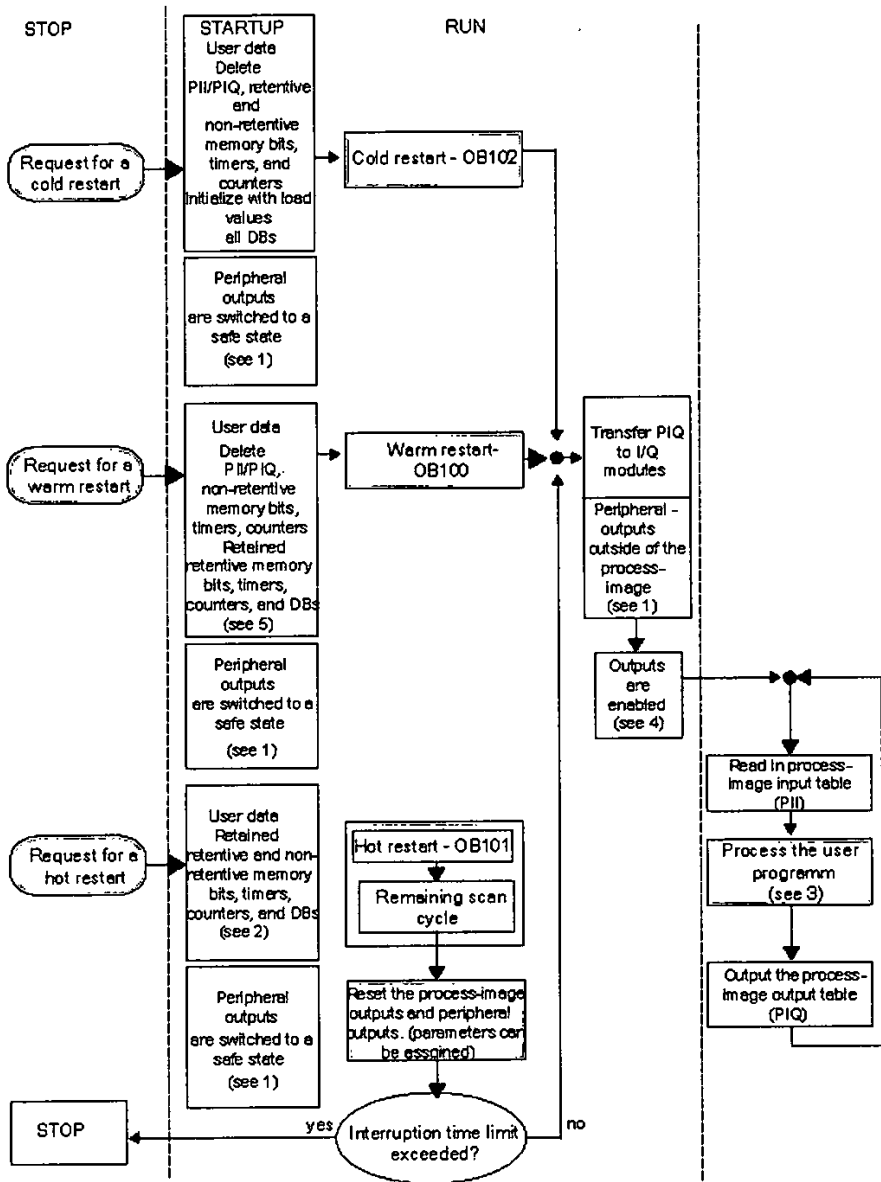 STOP
STARTUP
RUN
User data
Delete
PII/PIQ, retentive
and
non-retentive
memory bits,
timers, and
counters
Initialize with load
values
all DBs
Request for a
cold restart
Cold restart - OB102
Peripheral
outputs
are switched to a
safe state
(see 1)
User data
Delete
PII/PIQ,
non-retentive
memory bits,
timers, counters
Retained
retentive memory
bits, timers,
counters, and DBs
(see 5)
Request for a
warm restart
Warm restart-
OB100
Transfer PIQ
to I/Q
modules
Peripheral -
outputs
outside of the
process-
image
(see 1)
Peripheral
outputs
are switched to a
safe state
(see 1)
Outputs
are
enabled
(see 4)
Read in process-
image input table
(PII)
User data
Retained
retentive and non-
retentive memory
bits, timers,
counters, and DBs
(see 2)
Request for a
hot restart
Hot restart - OB101
Remaining scan
cycle
Process the user
programm
(see 3)
Output the process-
image output table
(PIQ)
Peripheral
outputs
are switched to a
safe state
(see 1)
Reset the process-image
outputs and peripheral
outputs. (parameters can
be assgined)
STOP
yes
Interruption time limit
exceeded?
no